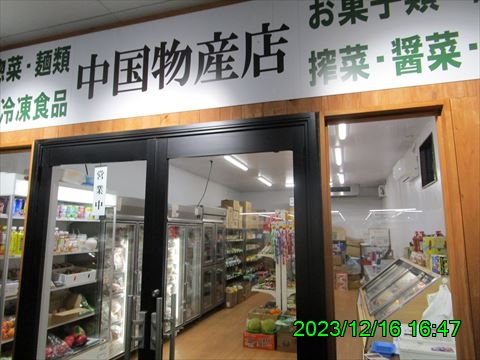 惣菜・麺類
冷凍食品
中国物産店
お菓子類・
搾菜・醤菜・
営業中
2023/12/16 16:47